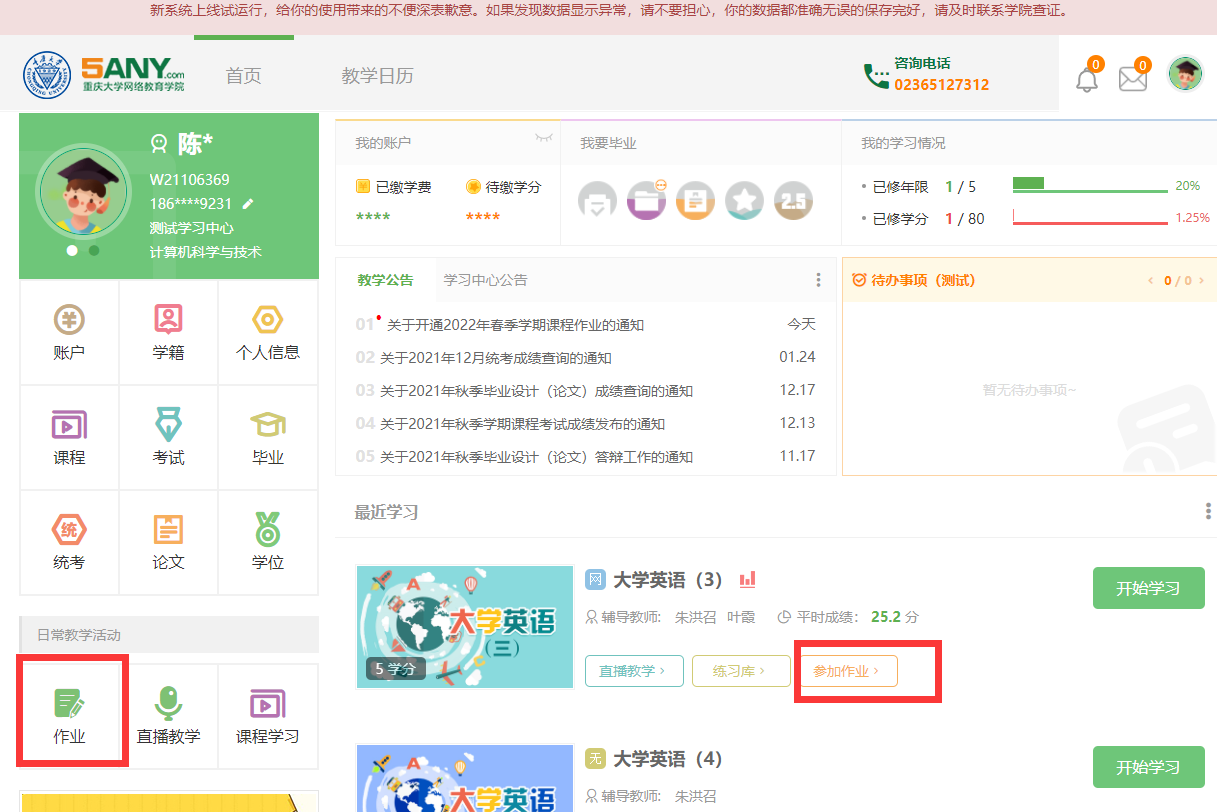 新系统上线试运行，给你的使用带来的不便深表歉意。如果发现数据显示异常，请不要担心，你的数据都准确无误的保存完好，请及时联系学院查证。
5ANY.com
重庆大学网络教育学院
首页
教学日历
咨询电话
02365127312
0
0
陈*
W21106369
186****9231
测试学习中心
计算机科学与技术
账户
学籍
个人信息
课程
考试
毕业
统
统考
论文
学位
日常教学活动
作业
直播教学
课程学习
我的账户
已缴学费
待缴学分
****
****
我要毕业
2.5
我的学习情况
已修年限 1 / 5 20%
已修学分 1 / 80 1.25%
教学公告
学习中心公告
01 关于开通2022年春季学期课程作业的通知 今天
02 关于2021年12月统考成绩查询的通知 01.24
03 关于2021年秋季毕业设计（论文）成绩查询的通知 12.17
04 关于2021年秋季学期课程考试成绩发布的通知 12.13
05 关于2021年秋季毕业设计（论文）答辩工作的通知 11.17
待办事项（测试）
‹ 0 / 0 ›
暂无待办事项~
最近学习
大学英语
(三)
5 学分
网 大学英语（3）
辅导教师: 朱洪召 叶霞 平时成绩: 25.2 分
直播教学 ›
练习库 ›
参加作业 ›
开始学习
大学英语
无 大学英语（4）
辅导教师: 朱洪召
开始学习